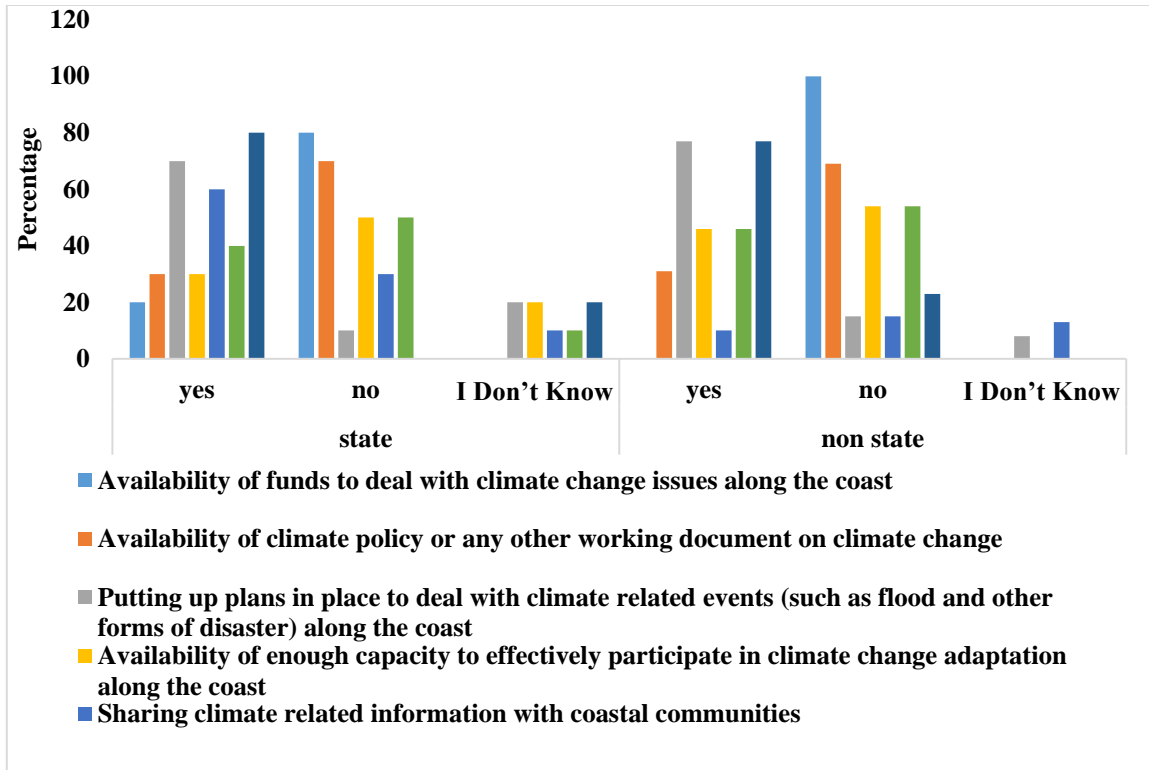 120
100
80
60
40
20
0
Percentage
yes no I Don’t Know yes no I Don’t Know
state non state
Availability of funds to deal with climate change issues along the coast
Availability of climate policy or any other working document on climate change
Putting up plans in place to deal with climate related events (such as flood and other
forms of disaster) along the coast
Availability of enough capacity to effectively participate in climate change adaptation
along the coast
Sharing climate related information with coastal communities